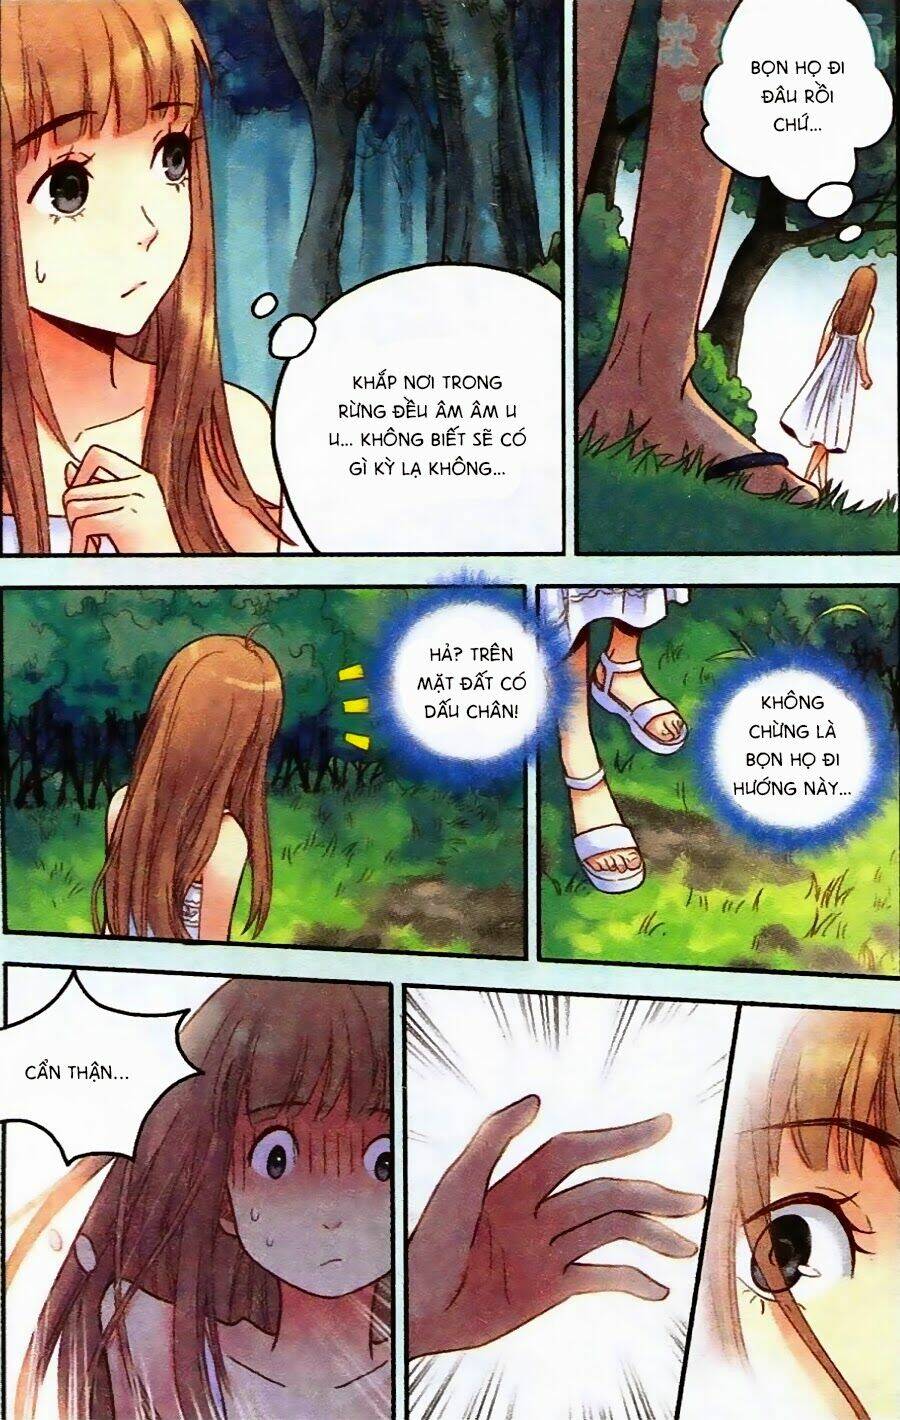 KHẮP NƠI TRONG
RỪNG ĐỀU ÂM ÂM U
U... KHÔNG BIẾT SẼ CÓ
GÌ KỲ LẠ KHÔNG...
BỌN HỌ ĐI
ĐÂU RỒI
CHỨ...
HẢ? TRÊN
MẶT ĐẤT CÓ
DẤU CHÂN!
KHÔNG
CHỪNG LÀ
BỌN HỌ ĐI
HƯỚNG NÀY...
CẨN THẬN...